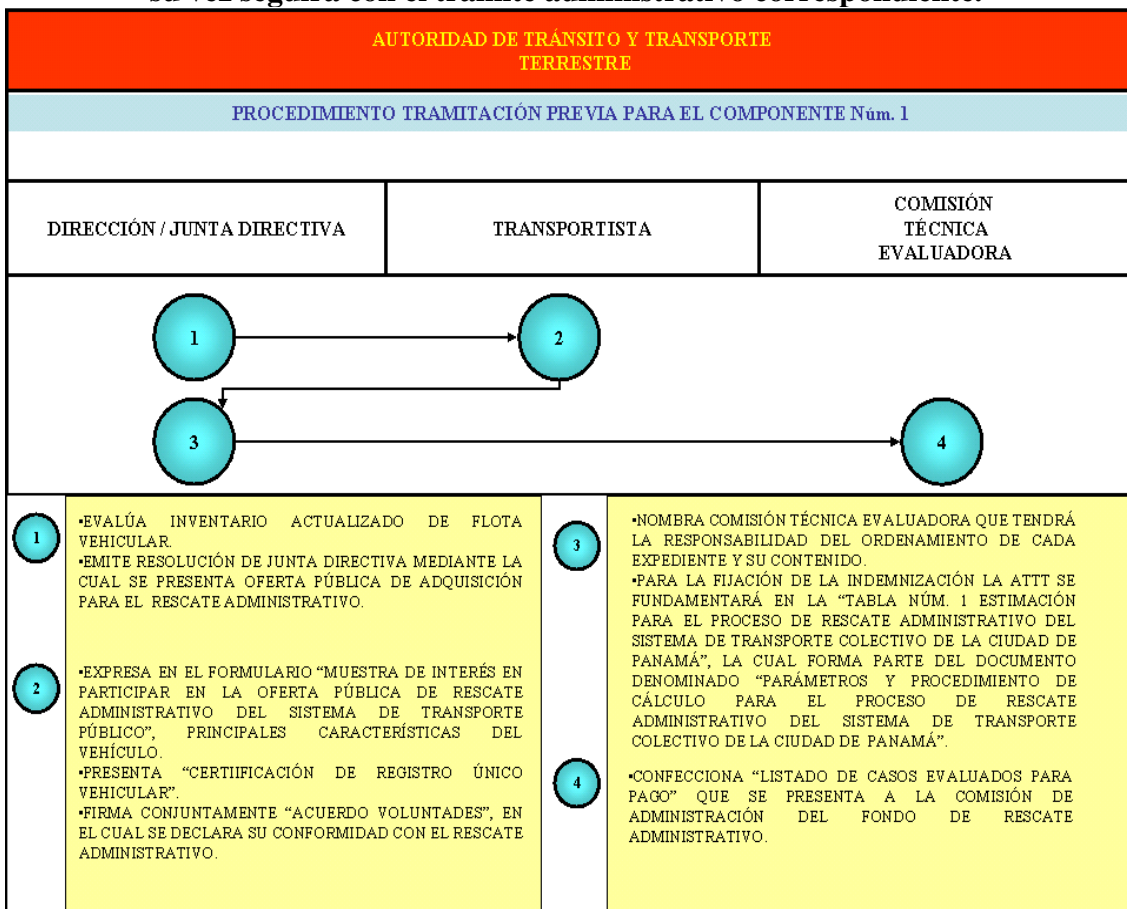 su vez seguirá con el trámite administrativo correspondiente.
AUTORIDAD DE TRÁNSITO Y TRANSPORTE
TERRESTRE
PROCEDIMIENTO TRAMITACIÓN PREVIA PARA EL COMPONENTE Núm. 1
DIRECCIÓN / JUNTA DIRECTIVA
TRANSPORTISTA
COMISIÓN
TÉCNICA
EVALUADORA
1
2
3
4
1
•EVALÚA INVENTARIO ACTUALIZADO DE FLOTA
VEHICULAR.
•EMITE RESOLUCIÓN DE JUNTA DIRECTIVA MEDIANTE LA
CUAL SE PRESENTA OFERTA PÚBLICA DE ADQUISICIÓN
PARA EL RESCATE ADMINISTRATIVO.
2
•EXPRESA EN EL FORMULARIO “MUESTRA DE INTERÉS EN
PARTICIPAR EN LA OFERTA PÚBLICA DE RESCATE
ADMINISTRATIVO DEL SISTEMA DE TRANSPORTE
PÚBLICO”, PRINCIPALES CARACTERÍSTICAS DEL
VEHÍCULO.
•PRESENTA “CERTIIFICACIÓN DE REGISTRO ÚNICO
VEHICULAR”.
•FIRMA CONJUNTAMENTE “ACUERDO VOLUNTADES”, EN
EL CUAL SE DECLARA SU CONFORMIDAD CON EL RESCATE
ADMINISTRATIVO.
3
•NOMBRA COMISIÓN TÉCNICA EVALUADORA QUE TENDRÁ
LA RESPONSABILIDAD DEL ORDENAMIENTO DE CADA
EXPEDIENTE Y SU CONTENIDO.
•PARA LA FIJACIÓN DE LA INDEMNIZACIÓN LA ATTT SE
FUNDAMENTARÁ EN LA “TABLA NÚM. 1 ESTIMACIÓN
PARA EL PROCESO DE RESCATE ADMINISTRATIVO DEL
SISTEMA DE TRANSPORTE COLECTIVO DE LA CIUDAD DE
PANAMÁ”, LA CUAL FORMA PARTE DEL DOCUMENTO
DENOMINADO “PARÁMETROS Y PROCEDIMIENTO DE
CÁLCULO PARA EL PROCESO DE RESCATE
ADMINISTRATIVO DEL SISTEMA DE TRANSPORTE
COLECTIVO DE LA CIUDAD DE PANAMÁ”.
4
•CONFECCIONA “LISTADO DE CASOS EVALUADOS PARA
PAGO” QUE SE PRESENTA A LA COMISIÓN DE
ADMINISTRACIÓN DEL FONDO DE RESCATE
ADMINISTRATIVO.